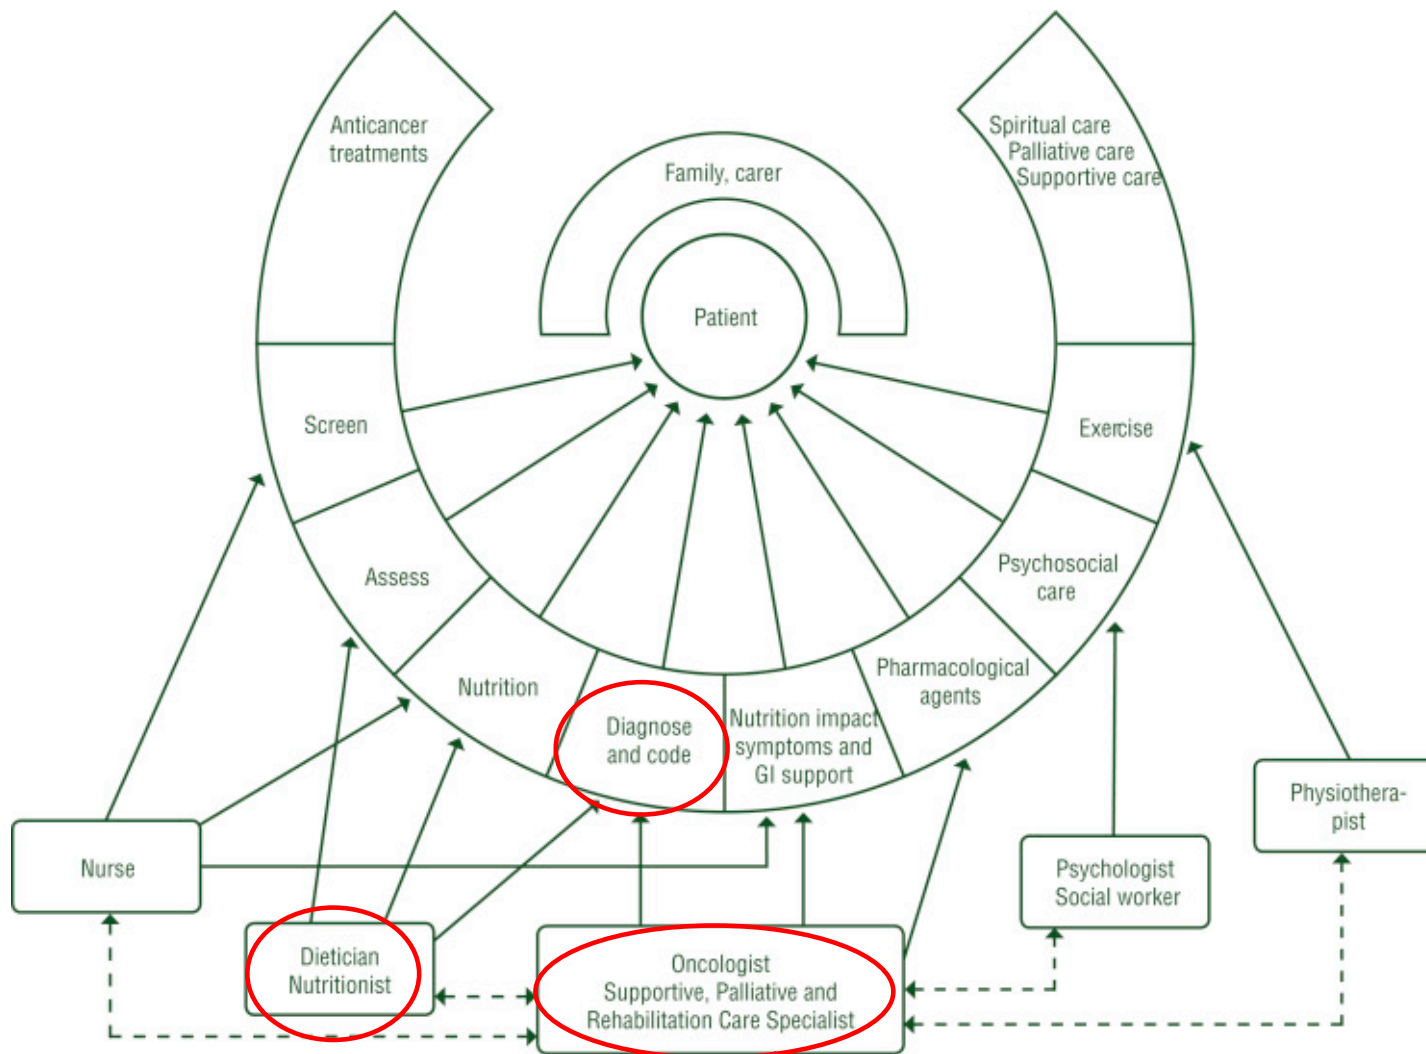 Anticancer
treatments
Spiritual care
Palliative care
Supportive care
Family, carer
Patient
Screen
Exercise
Assess
Psychosocial
care
Nutrition
Diagnose
and code
Nutrition impact
symptoms and
GI support
Pharmacological
agents
Nurse
Dietician
Nutritionist
Oncologist
Supportive, Palliative and
Rehabilitation Care Specialist
Psychologist
Social worker
Physiothera-
pist